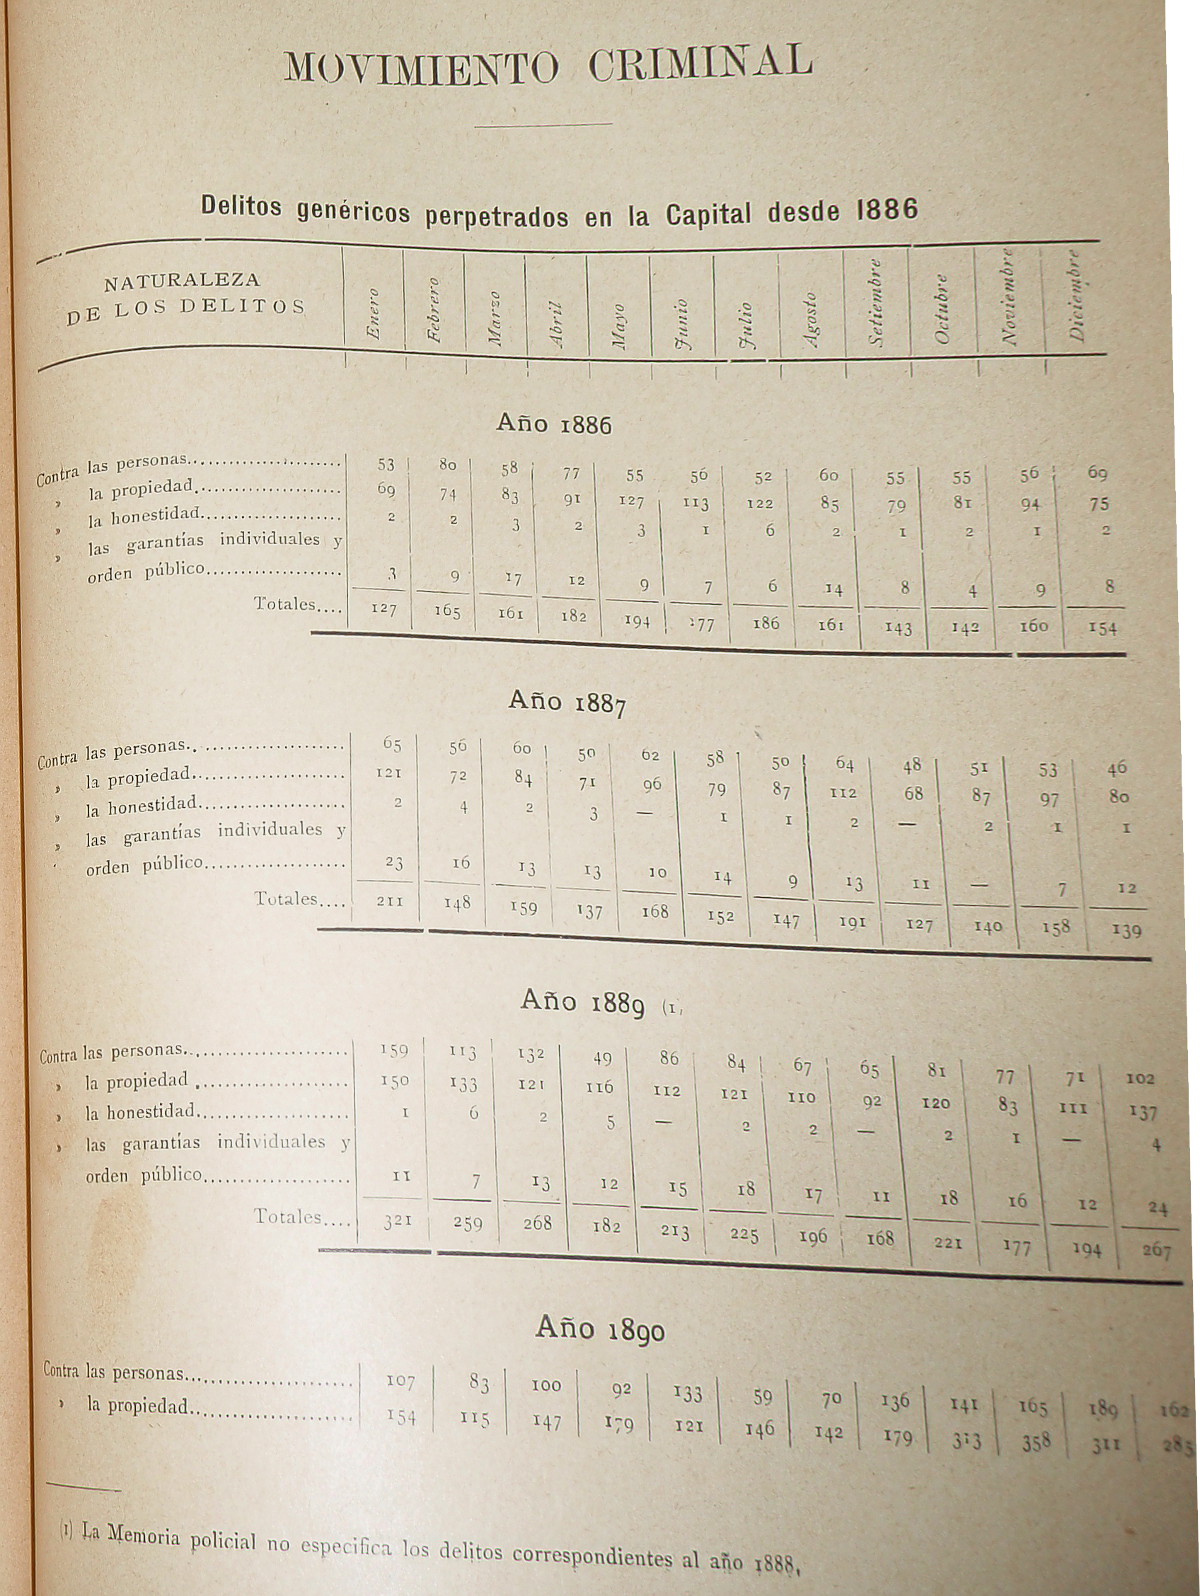 MOVIMIENTO CRIMINAL
Delitos genéricos perpetrados en la Capital desde 1886
NATURALEZA
DE LOS DELITOS
Enero Febrero Marzo Abril Mayo Junio Julio Agosto Setiembre Octubre Noviembre Diciembre
Año 1886
Contra las personas........................ 53 80 58 77 55 56 52 60 55 55 56 69
» la propiedad........................ 69 74 83 91 127 113 122 85 79 81 94 75
» la honestidad........................ 2 2 3 2 3 1 6 2 1 2 1 2
» las garantías individuales y
orden público........................ 3 9 17 12 9 7 6 14 8 4 9 8
Totales.... 127 165 161 182 194 177 186 161 143 142 160 154
Año 1887
Contra las personas........................ 65 56 60 50 62 58 50 64 48 51 53 46
» la propiedad........................ 121 72 84 71 96 79 87 112 68 87 97 80
» la honestidad........................ 2 4 2 3 — 1 1 2 — 2 1 1
» las garantías individuales y
orden público........................ 23 16 13 13 10 14 9 13 11 — 7 12
Totales.... 211 148 159 137 168 152 147 191 127 140 158 139
Año 1889 (1)
Contra las personas........................ 159 113 132 49 86 84 67 65 81 77 71 102
» la propiedad........................ 150 133 121 116 112 121 110 92 120 83 111 137
» la honestidad........................ 1 6 2 5 — 2 2 — 2 1 — 4
» las garantías individuales y
orden público........................ 11 7 13 12 15 18 17 11 18 16 12 24
Totales.... 321 259 268 182 213 225 196 168 221 177 194 267
Año 1890
Contra las personas........................ 107 83 100 92 133 59 70 136 141 165 189 162
» la propiedad........................ 154 115 147 179 121 146 142 179 313 358 311 285
(1) La Memoria policial no especifica los delitos correspondientes al año 1888,